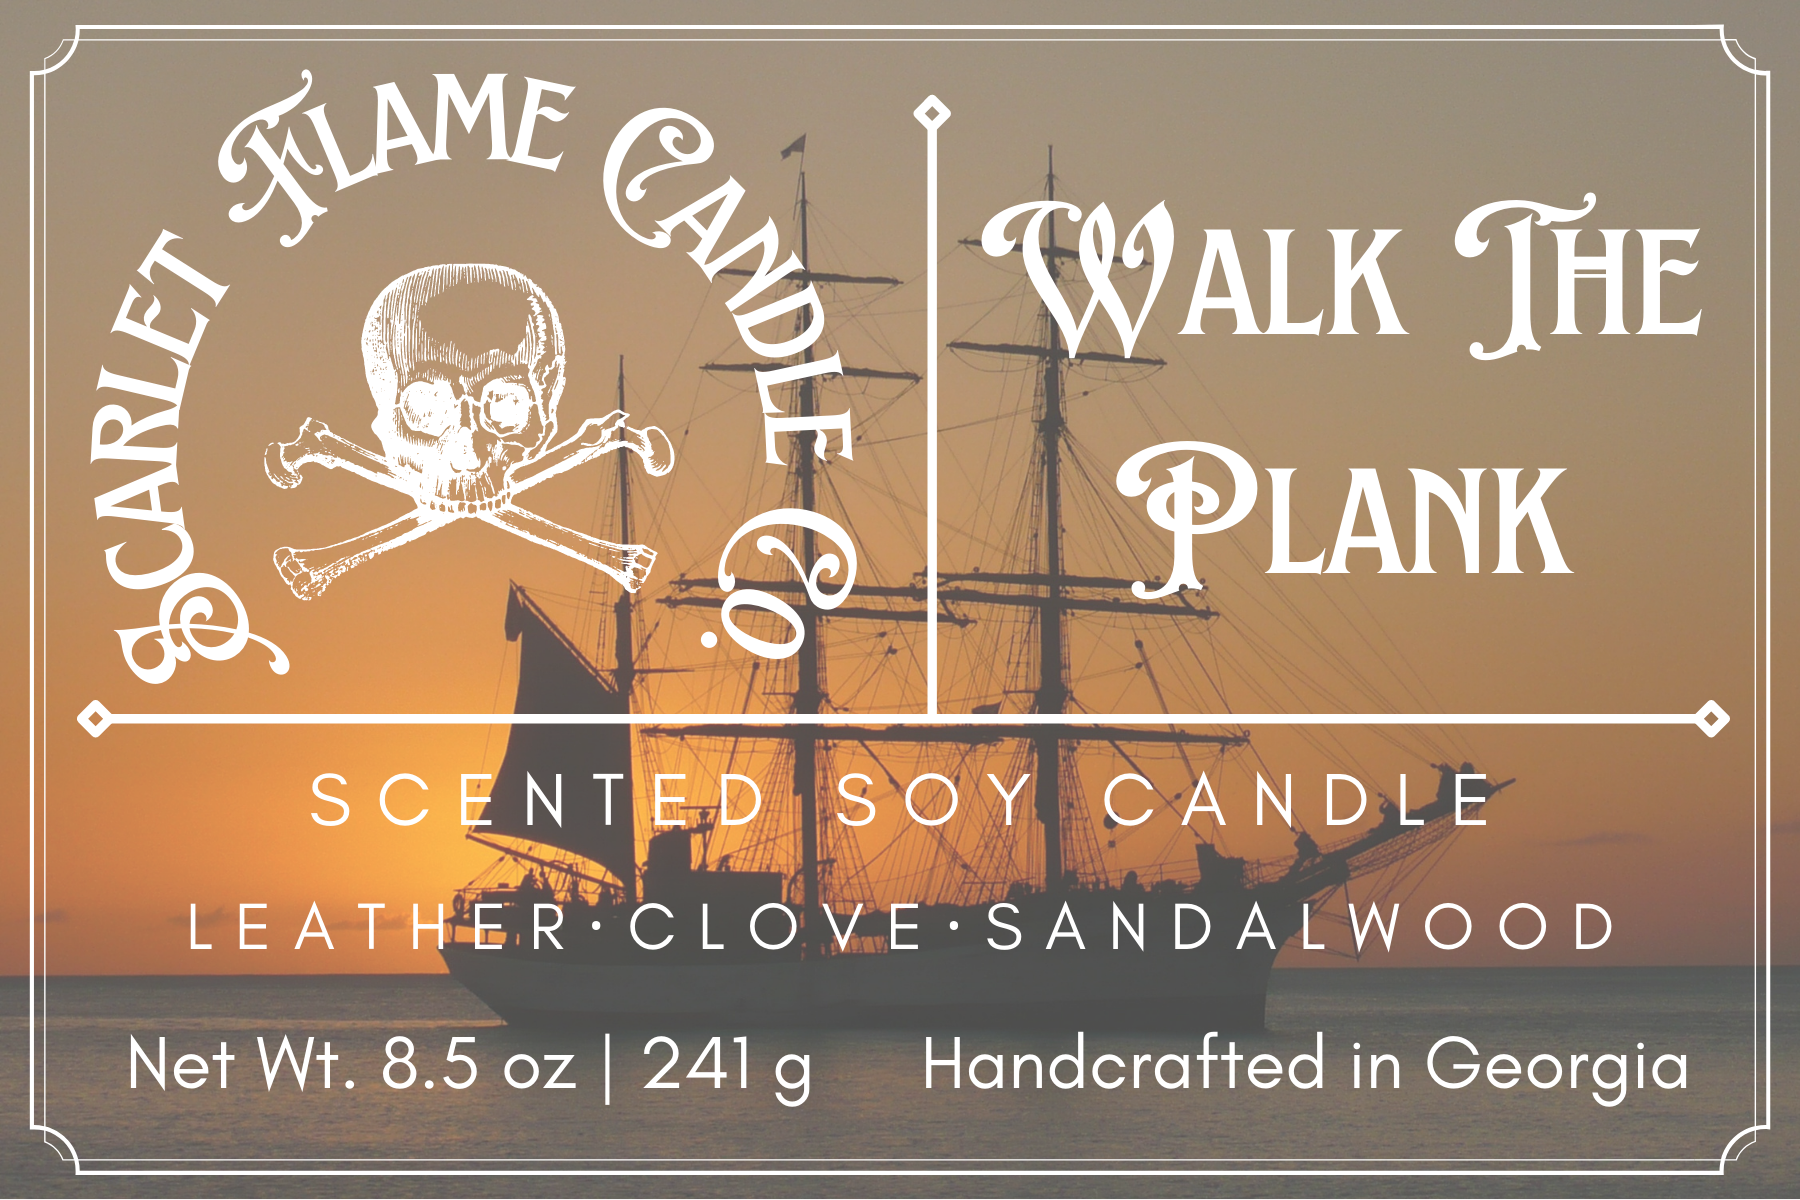 Scarlet Flame Candle Co.
Walk The
Plank
SCENTED SOY CANDLE
LEATHER·CLOVE·SANDALWOOD
Net Wt. 8.5 oz | 241 g
Handcrafted in Georgia